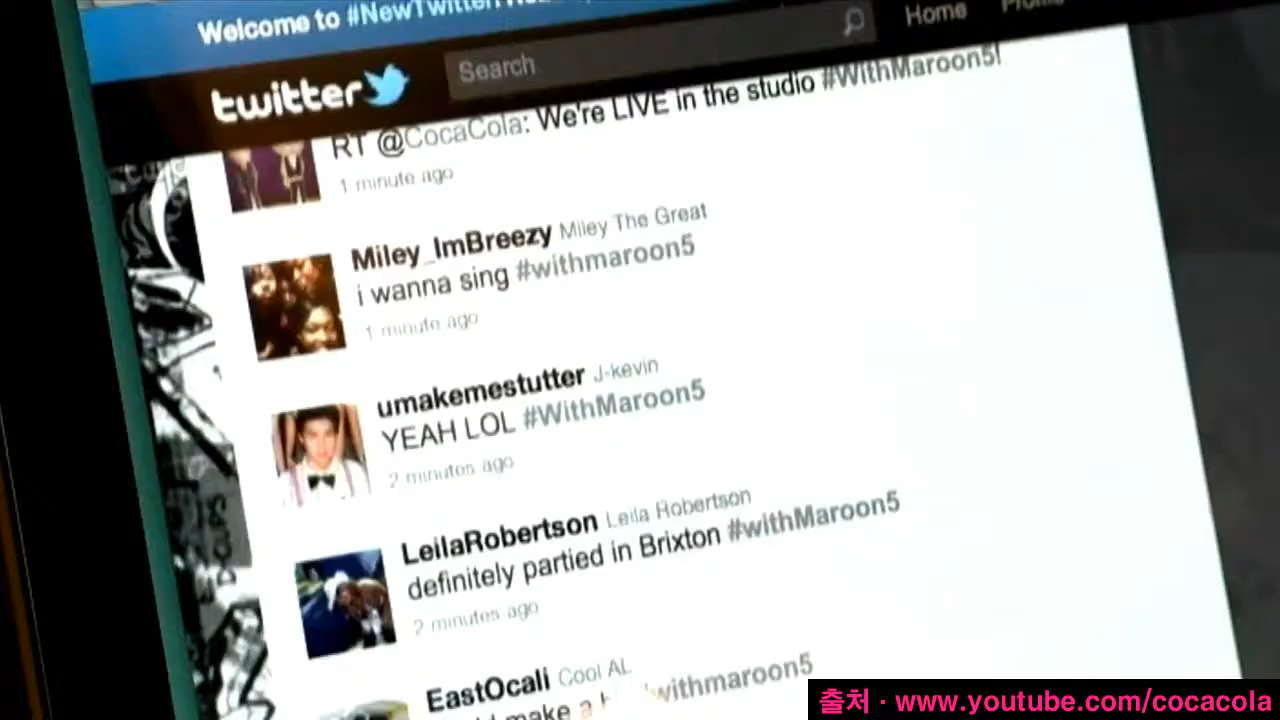 Welcome to #NewTwitter
twitter
Search
Home
RT @CocaCola: We're LIVE in the studio #WithMaroon5!
1 minute ago
Miley_ImBreezy Miley The Great
i wanna sing #withmaroon5
1 minute ago
umakemestutter J-kevin
YEAH LOL #WithMaroon5
2 minutes ago
LeilaRobertson Leila Robertson
definitely partied in Brixton #withMaroon5
2 minutes ago
EastOcali Cool AL
make a
withmaroon5
출처 · www.youtube.com/cocacola